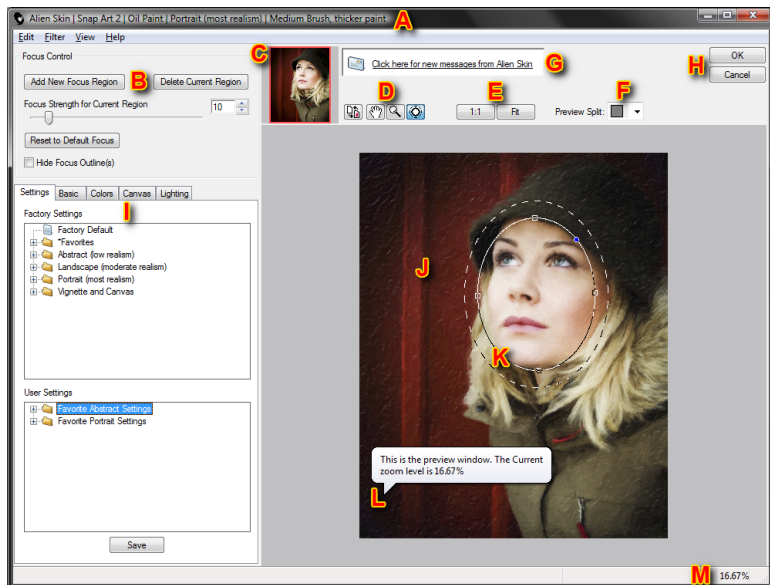 Alien Skin | Snap Art 2 | Oil Paint | Portrait (most realism) | Medium Brush, thicker paint
A
Edit Filter View Help
Focus Control
C
Click here for new messages from Alien Skin
G
H
OK
Cancel
Add New Focus Region
B
Delete Current Region
Focus Strength for Current Region
10
D
E
F
1:1
Fit
Preview Split:
Reset to Default Focus
Hide Focus Outline(s)
Settings Basic Colors Canvas Lighting
I
Factory Settings
Factory Default
*Favorites
Abstract (low realism)
Landscape (moderate realism)
Portrait (most realism)
Vignette and Canvas
J
K
User Settings
Favorite Abstract Settings
Favorite Portrait Settings
This is the preview window. The Current
zoom level is 16.67%
L
Save
M
16.67%